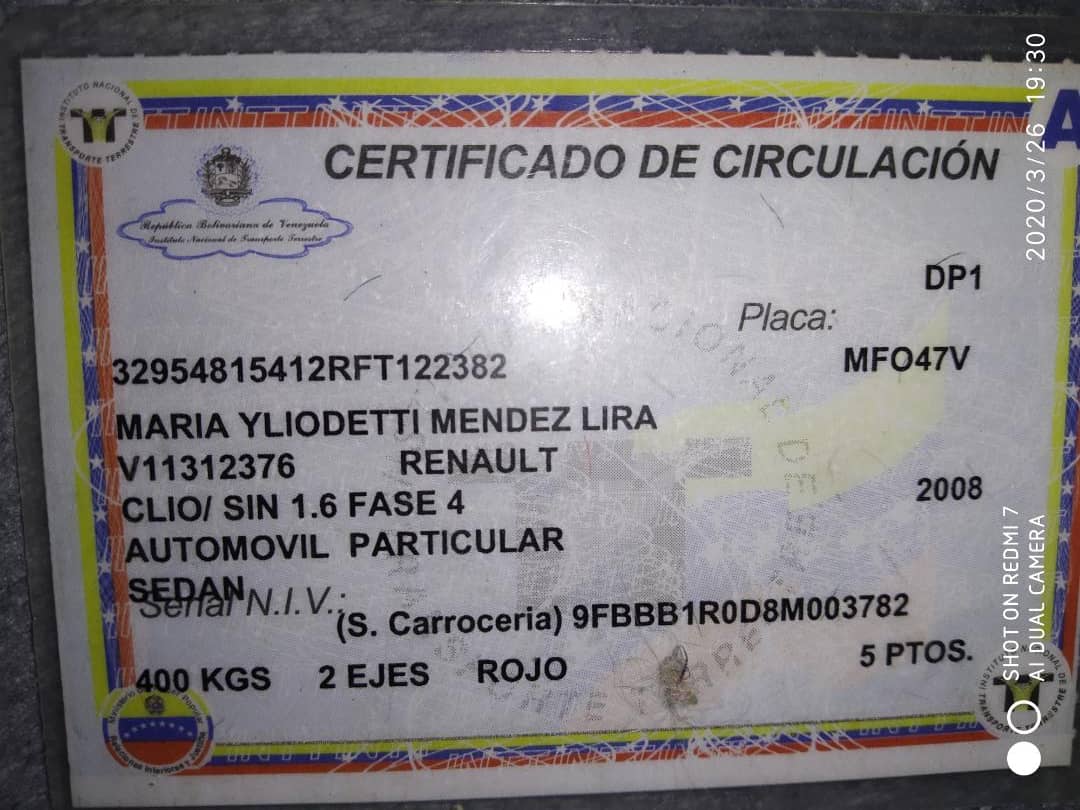 INSTITUTO NACIONAL DE TRANSPORTE TERRESTRE
INTTINTTINTT
A
CERTIFICADO DE CIRCULACIÓN
República Bolivariana de Venezuela
Instituto Nacional de Transporte Terrestre
DP1
Placa:
32954815412RFT122382 MFO47V
MARIA YLIODETTI MENDEZ LIRA
V11312376 RENAULT
CLIO/ SIN 1.6 FASE 4 2008
AUTOMOVIL PARTICULAR
SEDAN
Serial N.I.V.:
(S. Carroceria) 9FBBB1R0D8M003782
400 KGS 2 EJES ROJO 5 PTOS.
2020/3/26 19:30
SHOT ON REDMI 7
AI DUAL CAMERA